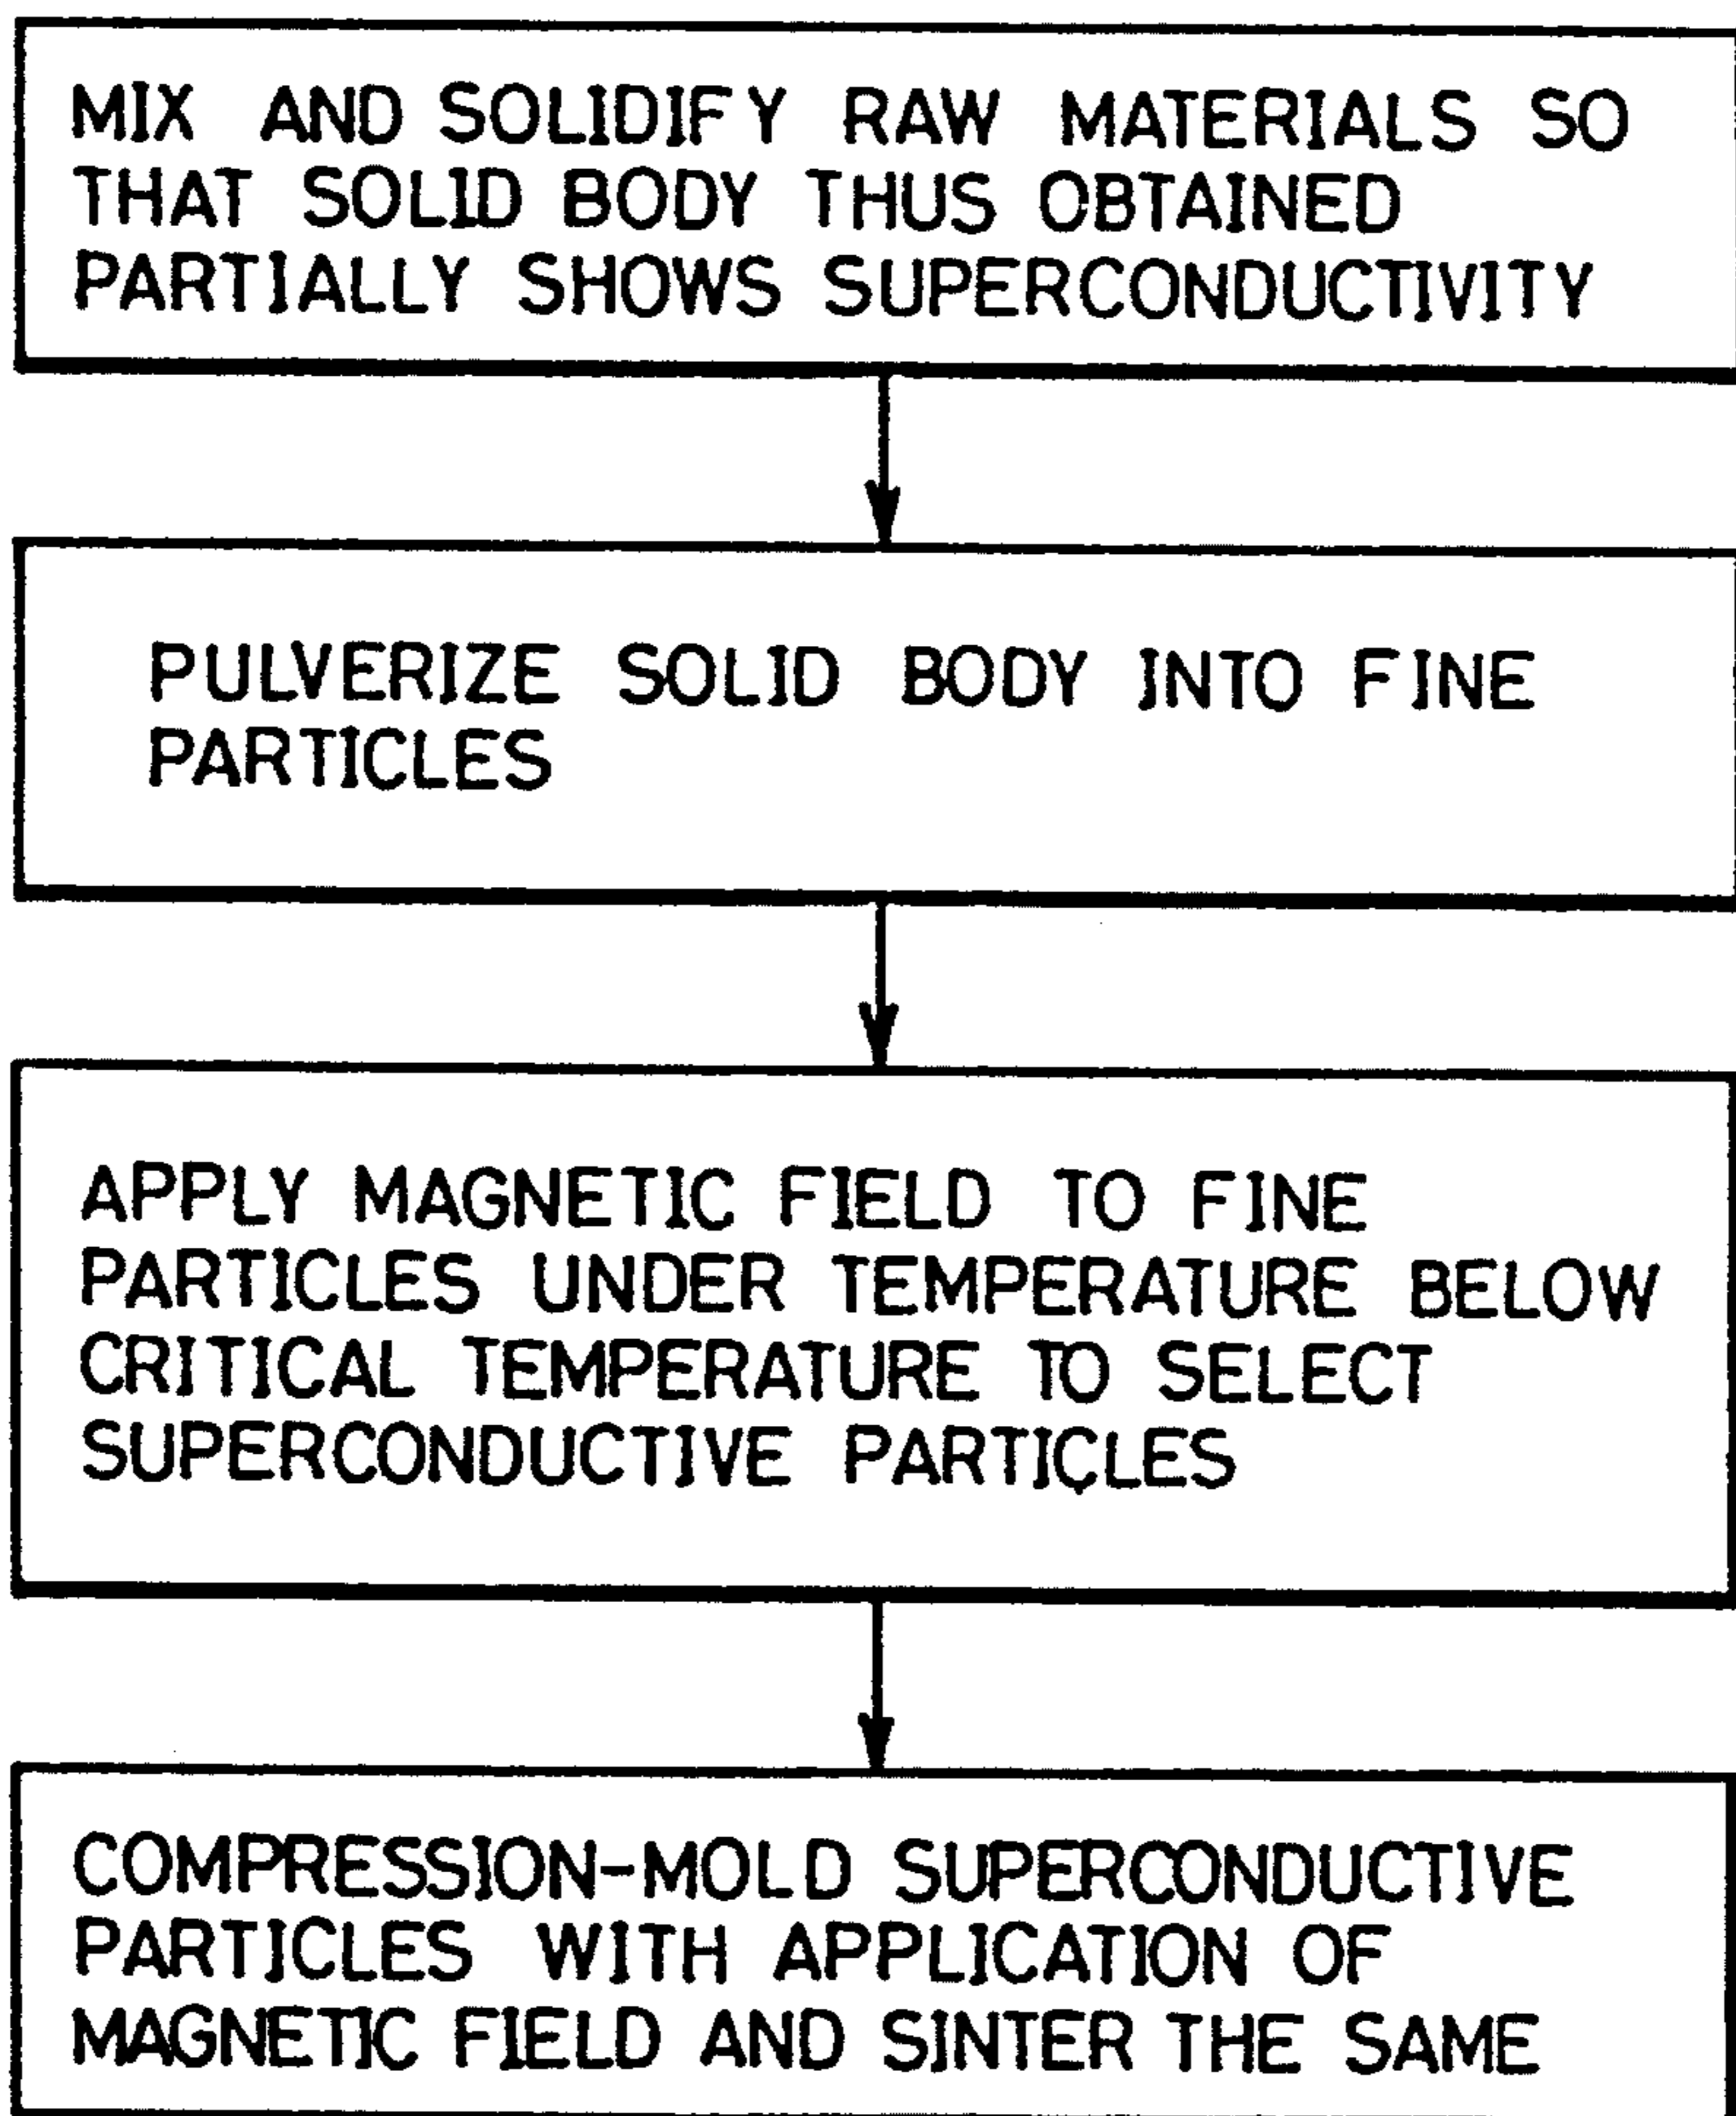 MIX AND SOLIDIFY RAW MATERIALS SO
THAT SOLID BODY THUS OBTAINED
PARTIALLY SHOWS SUPERCONDUCTIVITY
PULVERIZE SOLID BODY INTO FINE
PARTICLES
APPLY MAGNETIC FIELD TO FINE
PARTICLES UNDER TEMPERATURE BELOW
CRITICAL TEMPERATURE TO SELECT
SUPERCONDUCTIVE PARTICLES
COMPRESSION-MOLD SUPERCONDUCTIVE
PARTICLES WITH APPLICATION OF
MAGNETIC FIELD AND SINTER THE SAME